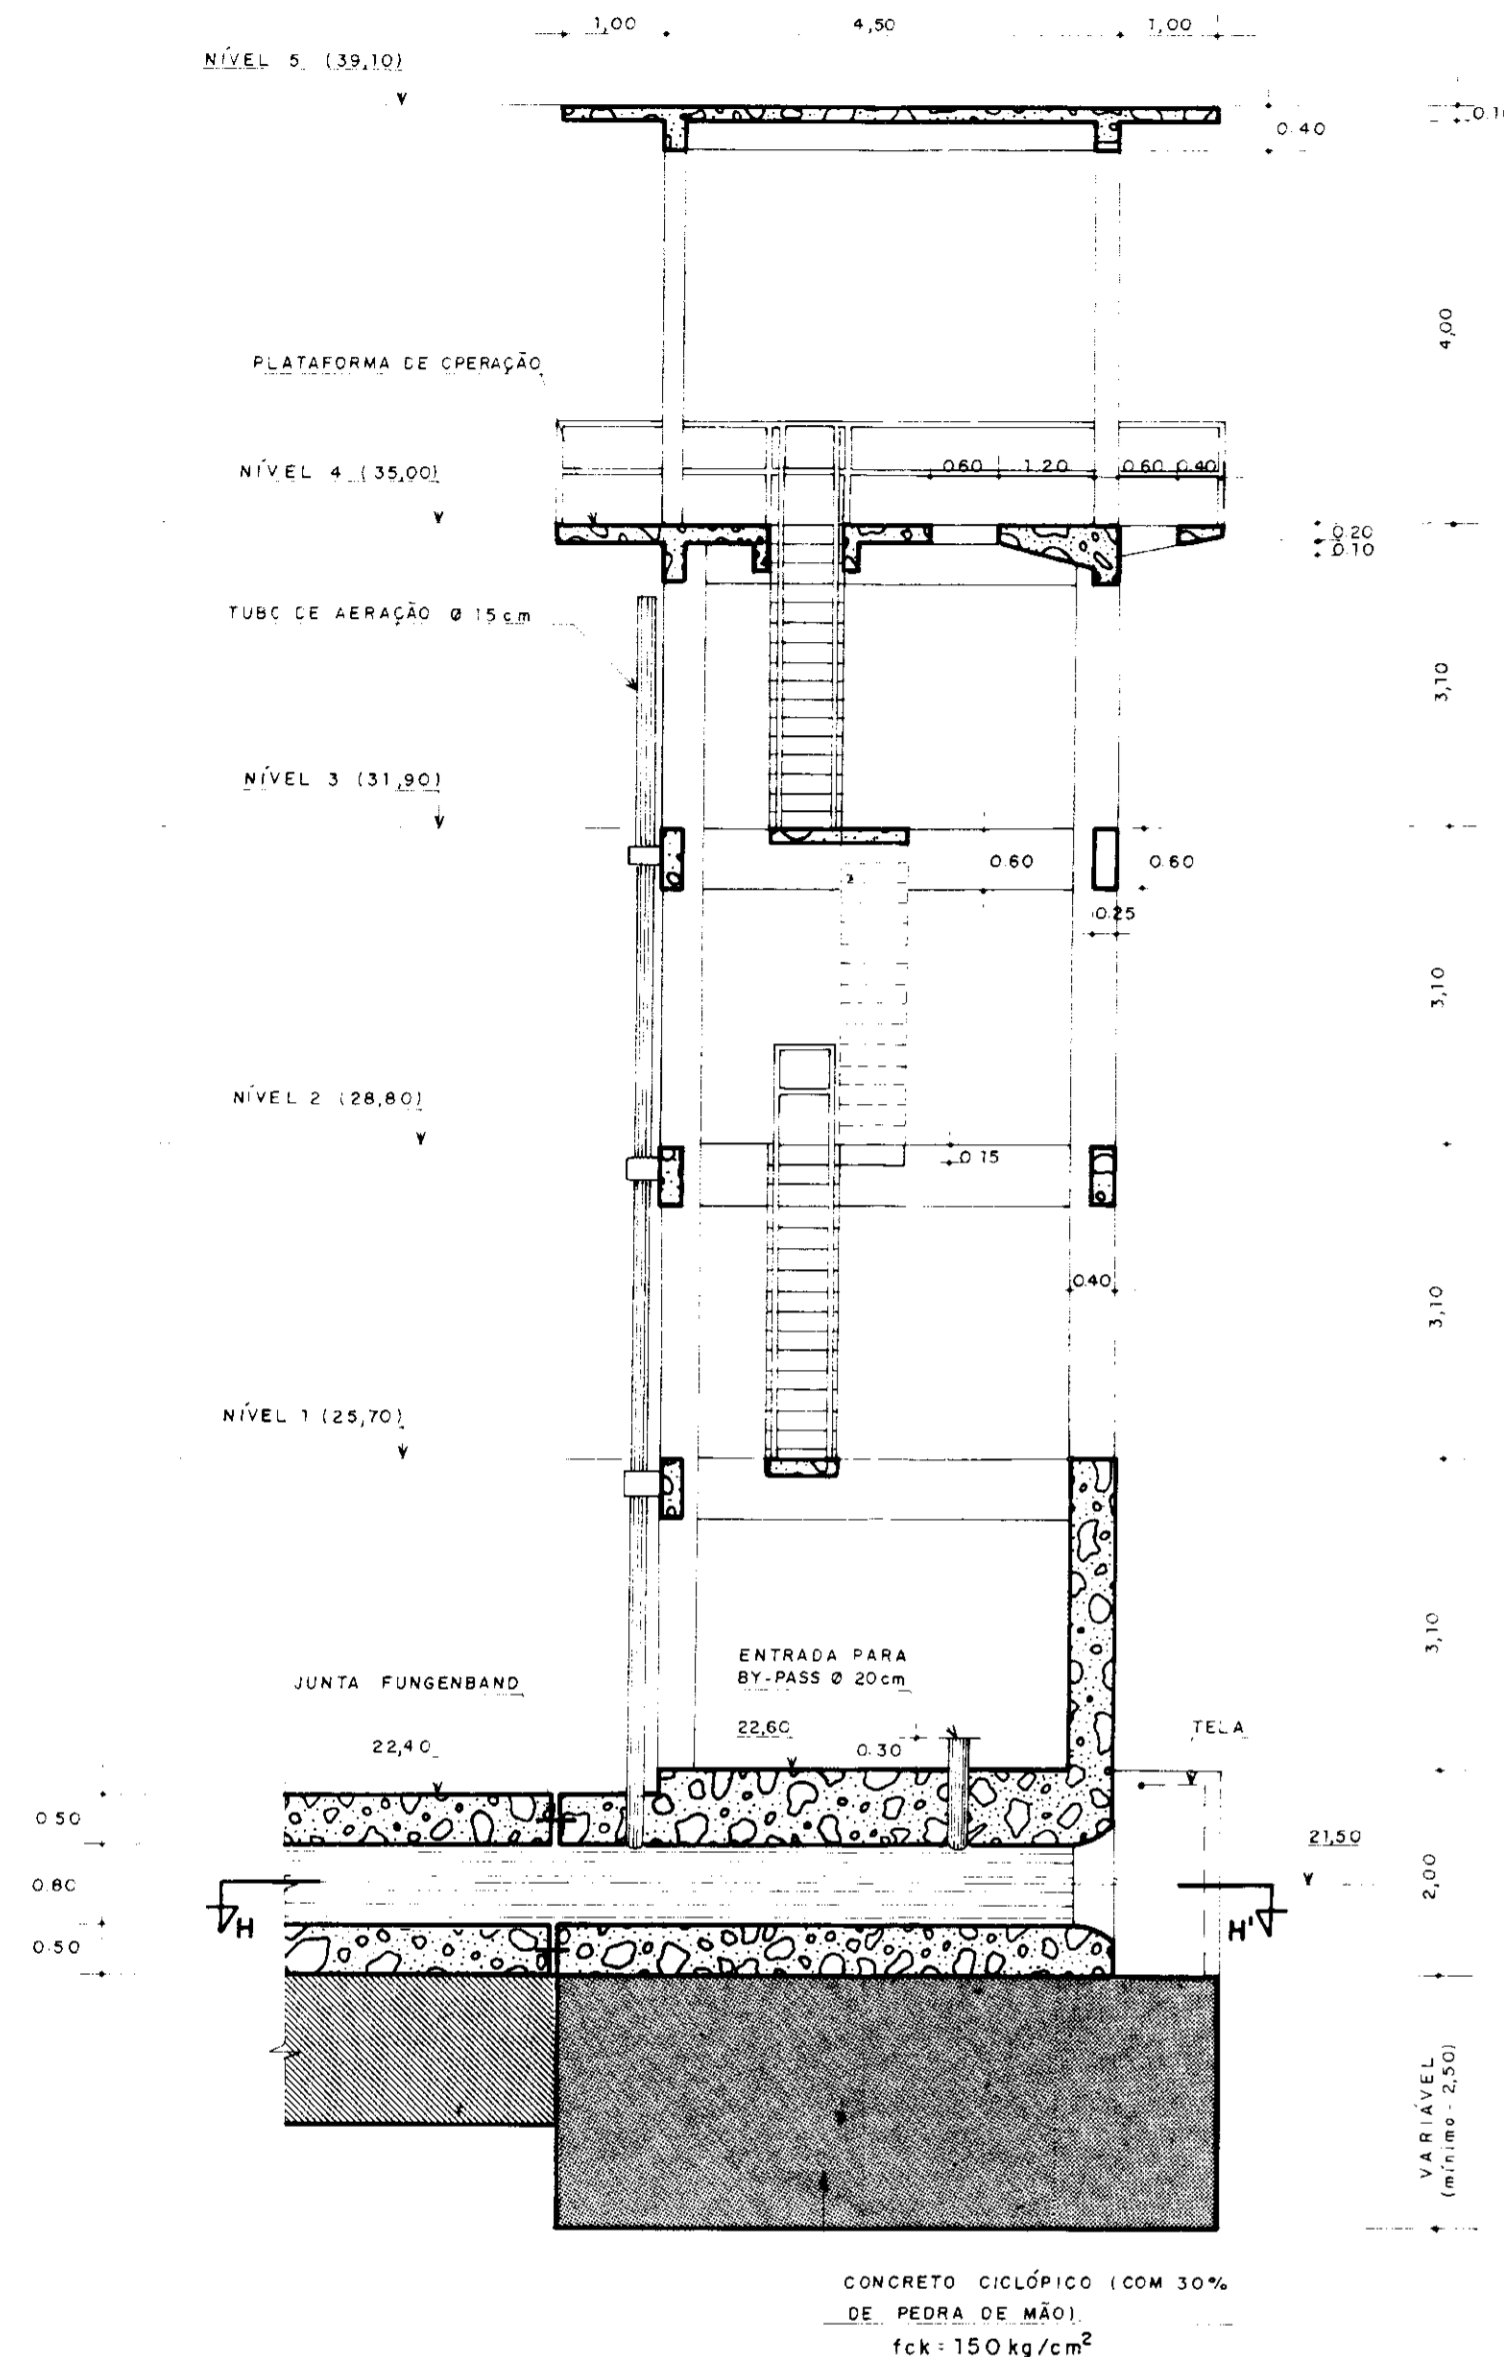 1,00
4,50
1,00
NÍVEL 5 (39,10)
0.40
4,00
PLATAFORMA DE OPERAÇÃO
NÍVEL 4 (35,00)
0.60
1.20
0.60
0.40
0.20
0.10
TUBO DE AERAÇÃO Ø 15cm
3,10
NÍVEL 3 (31,90)
0.60
0.60
0.25
3,10
NÍVEL 2 (28,80)
0.15
0.40
3,10
NÍVEL 1 (25,70)
3,10
ENTRADA PARA
BY-PASS Ø 20cm
JUNTA FUNGENBAND
22,60
22,40
0.30
TELA
0.50
21,50
0.80
2,00
H
H'
0.50
VARIÁVEL
(mínimo - 2,50)
CONCRETO CICLÓPICO (COM 30%
DE PEDRA DE MÃO)
fck = 150 kg/cm²